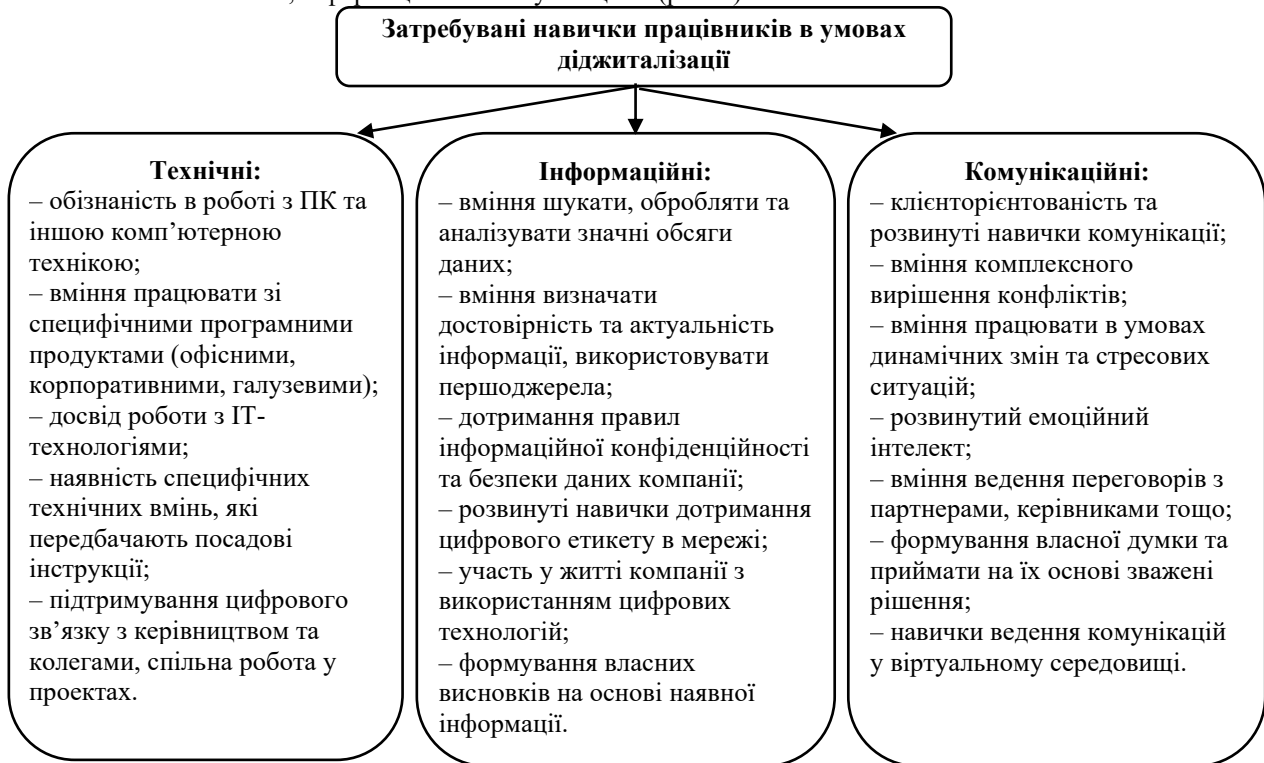 Затребувані навички працівників в умовах
діджиталізації
Технічні:
– обізнаність в роботі з ПК та
іншою комп’ютерною
технікою;
– вміння працювати зі
специфічними програмними
продуктами (офісними,
корпоративними, галузевими);
– досвід роботи з ІТ-
технологіями;
– наявність специфічних
технічних вмінь, які
передбачають посадові
інструкції;
– підтримування цифрового
зв’язку з керівництвом та
колегами, спільна робота у
проектах.
Інформаційні:
– вміння шукати, обробляти та
аналізувати значні обсяги
даних;
– вміння визначати
достовірність та актуальність
інформації, використовувати
першоджерела;
– дотримання правил
інформаційної конфіденційності
та безпеки даних компанії;
– розвинуті навички дотримання
цифрового етикету в мережі;
– участь у житті компанії з
використанням цифрових
технологій;
– формування власних
висновків на основі наявної
інформації.
Комунікаційні:
– клієнторієнтованість та
розвинуті навички комунікації;
– вміння комплексного
вирішення конфліктів;
– вміння працювати в умовах
динамічних змін та стресових
ситуацій;
– розвинутий емоційний
інтелект;
– вміння ведення переговорів з
партнерами, керівниками тощо;
– формування власної думки та
приймати на їх основі зважені
рішення;
– навички ведення комунікацій
у віртуальному середовищі.